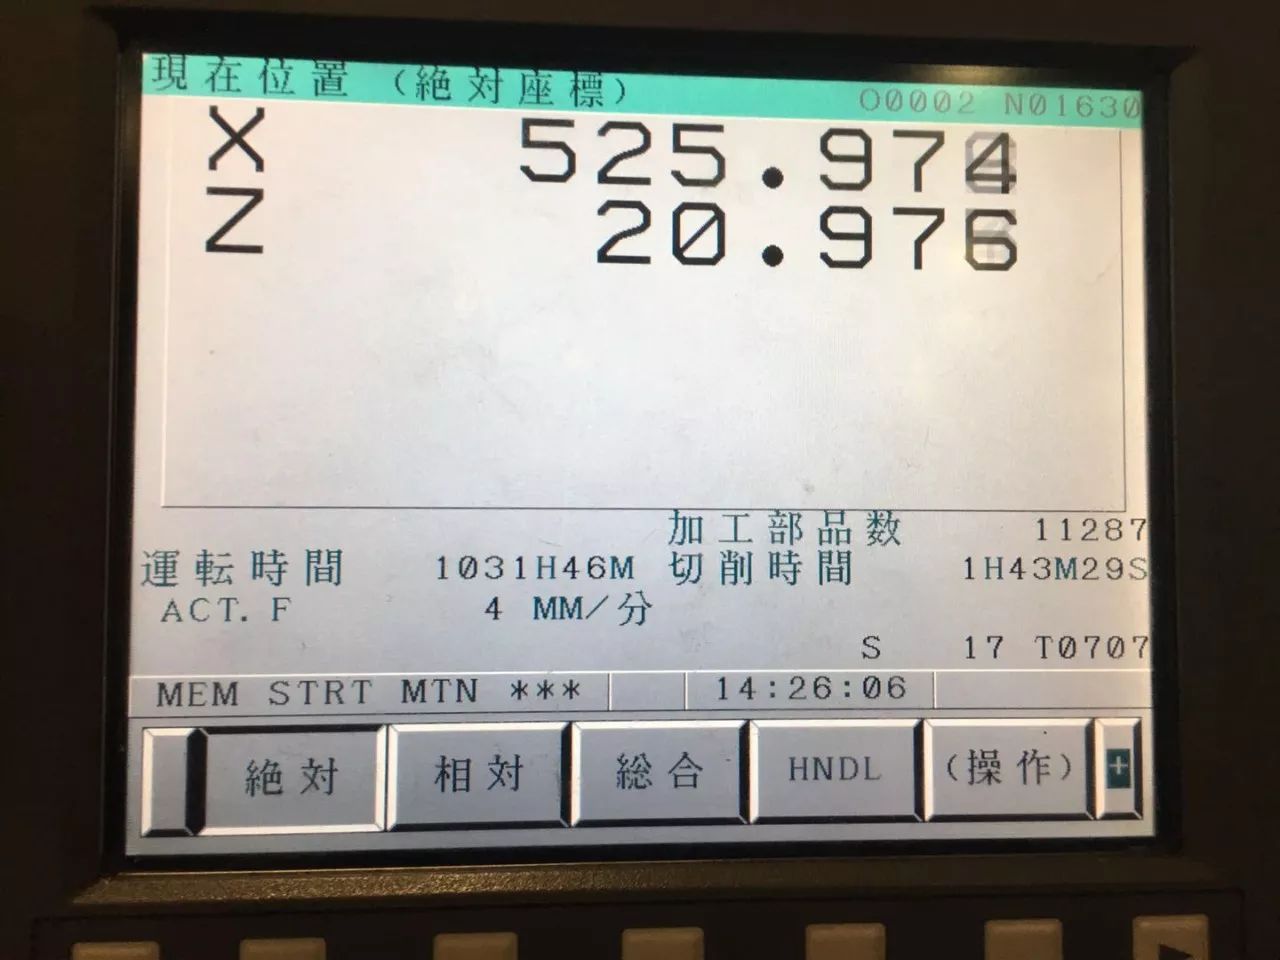 現在位置（絶対座標） O0002 N01630
X 525.974
Z 20.976
加工部品数 11287
運転時間 1031H46M 切削時間 1H43M29S
ACT.F 4 MM/分
S 17 T0707
MEM STRT MTN *** 14:26:06
絶対 相対 総合 HNDL （操作） +